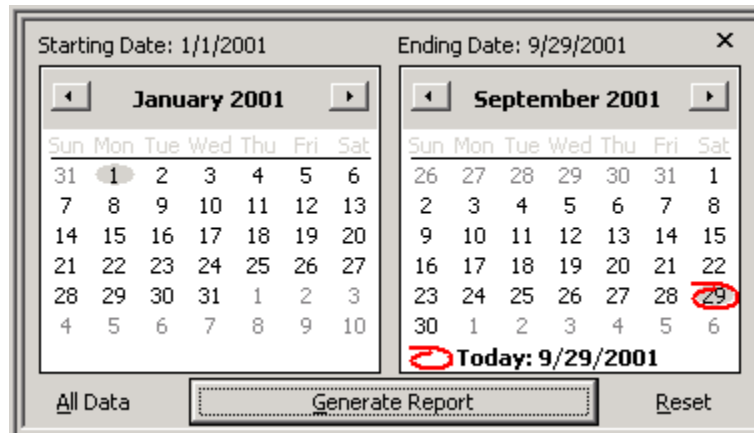 Starting Date: 1/1/2001
Ending Date: 9/29/2001
January 2001
Sun Mon Tue Wed Thu Fri Sat
31 1 2 3 4 5 6
7 8 9 10 11 12 13
14 15 16 17 18 19 20
21 22 23 24 25 26 27
28 29 30 31 1 2 3
4 5 6 7 8 9 10
September 2001
Sun Mon Tue Wed Thu Fri Sat
26 27 28 29 30 31 1
2 3 4 5 6 7 8
9 10 11 12 13 14 15
16 17 18 19 20 21 22
23 24 25 26 27 28 29
30 1 2 3 4 5 6
Today: 9/29/2001
All Data
Generate Report
Reset